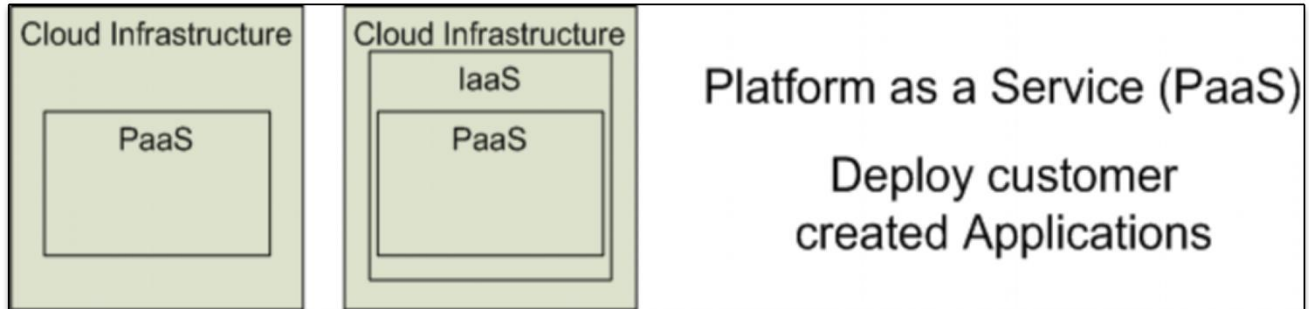 Cloud Infrastructure
PaaS
Cloud Infrastructure
IaaS
PaaS
Platform as a Service (PaaS)
Deploy customer
created Applications